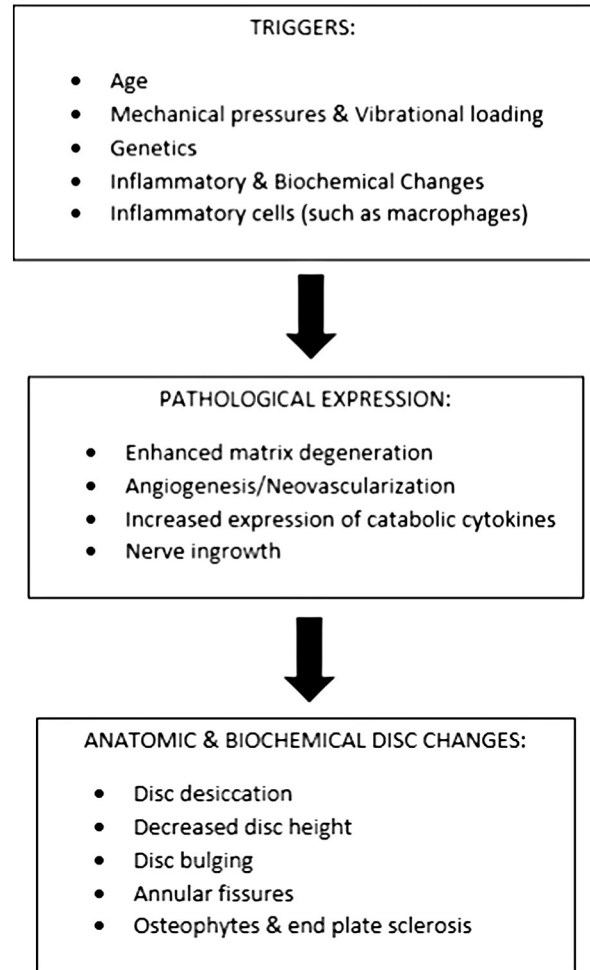 TRIGGERS:
• Age
• Mechanical pressures & Vibrational loading
• Genetics
• Inflammatory & Biochemical Changes
• Inflammatory cells (such as macrophages)
PATHOLOGICAL EXPRESSION:
• Enhanced matrix degeneration
• Angiogenesis/Neovascularization
• Increased expression of catabolic cytokines
• Nerve ingrowth
ANATOMIC & BIOCHEMICAL DISC CHANGES:
• Disc desiccation
• Decreased disc height
• Disc bulging
• Annular fissures
• Osteophytes & end plate sclerosis